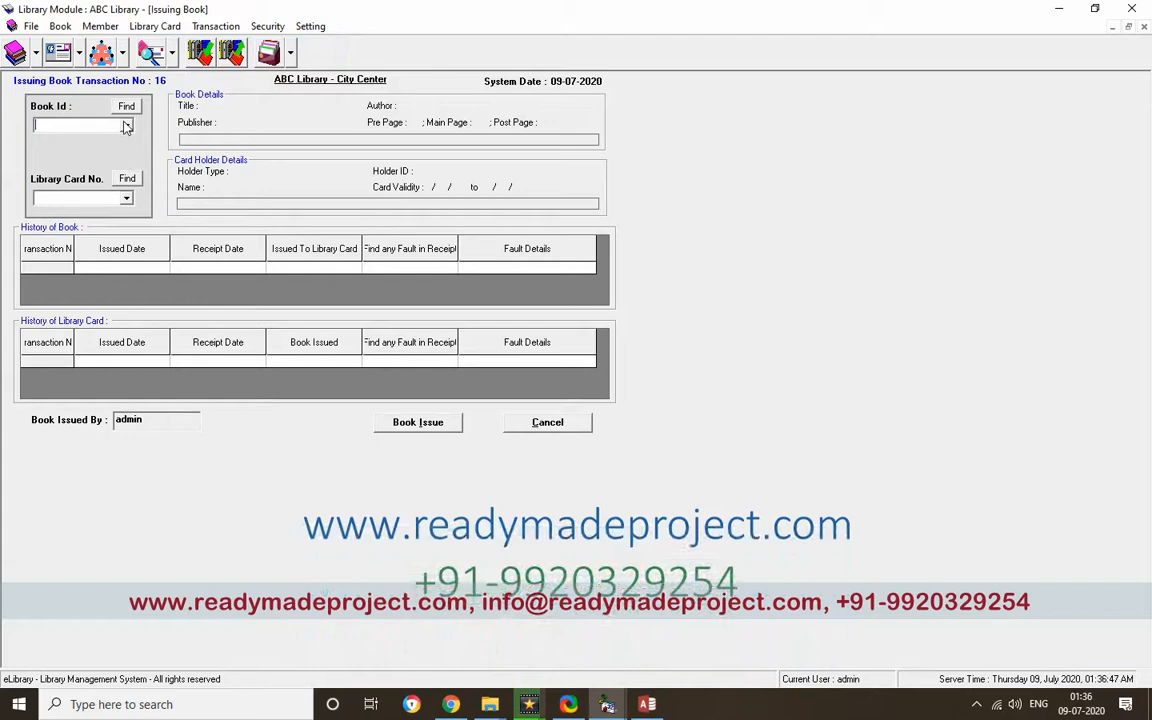 Library Module : ABC Library - [Issuing Book]
File Book Member Library Card Transaction Security Setting
Issuing Book Transaction No : 16
ABC Library - City Center
System Date : 09-07-2020
Book Id :
Find
Book Details
Title :
Author :
Publisher :
Pre Page : ; Main Page : ; Post Page :
Library Card No.
Find
Card Holder Details
Holder Type :
Holder ID :
Name :
Card Validity : / / to / /
History of Book :
ransaction N Issued Date Receipt Date Issued To Library Card Find any Fault in Receipt Fault Details
History of Library Card :
ransaction N Issued Date Receipt Date Book Issued Find any Fault in Receipt Fault Details
Book Issued By : admin
Book Issue
Cancel
www.readymadeproject.com
+91-9920329254
www.readymadeproject.com, info@readymadeproject.com, +91-9920329254
eLibrary - Library Management System - All rights reserved
Current User : admin
Server Time : Thursday 09, July 2020, 01:36:47 AM
Type here to search
ENG
01:36
09-07-2020